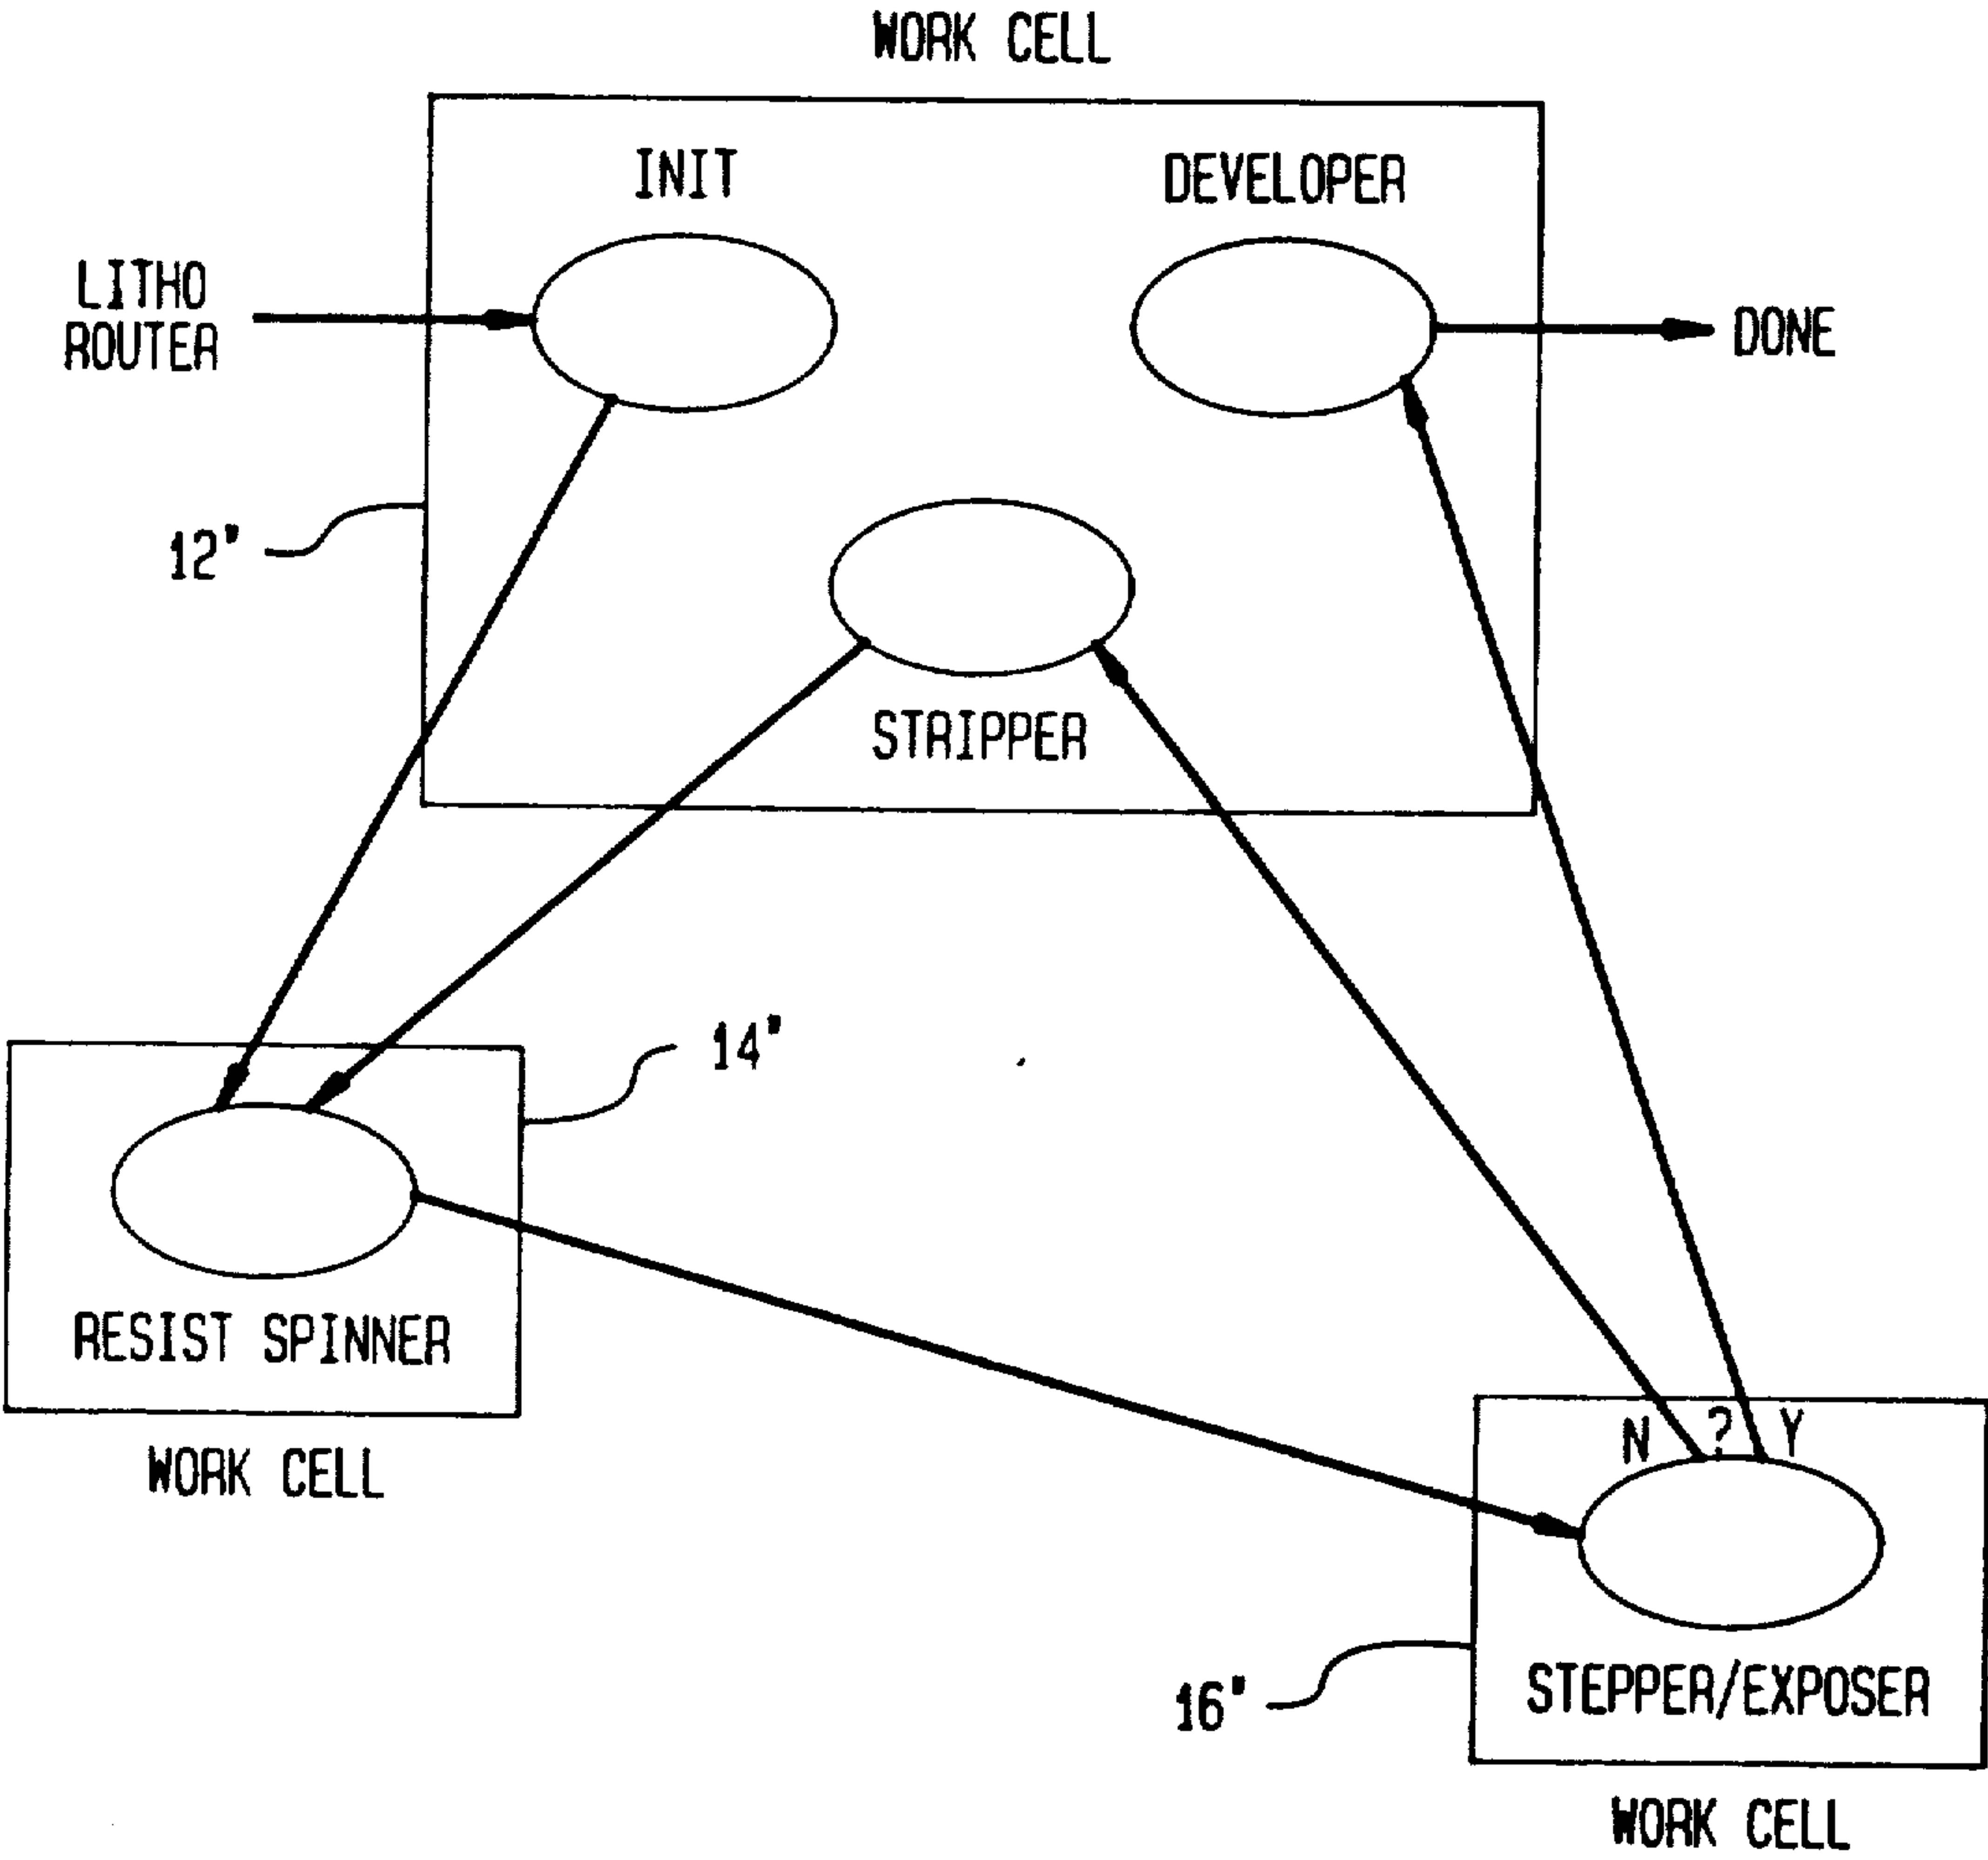 WORK CELL
INIT
DEVELOPER
LITHO
ROUTER
DONE
12"
STRIPPER
14"
RESIST SPINNER
WORK CELL
N ? Y
16"
STEPPER/EXPOSER
WORK CELL